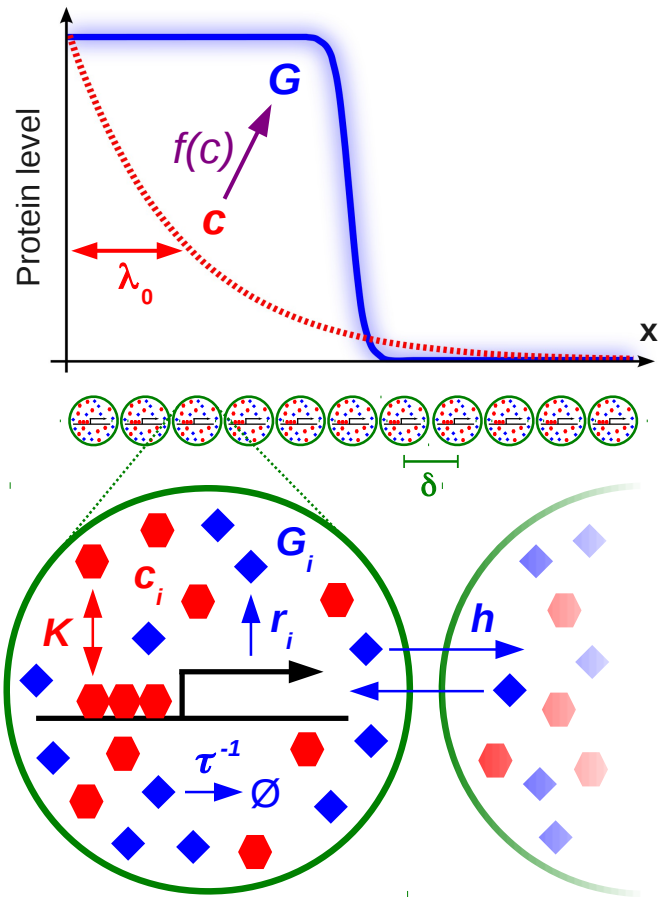 Protein level
G
f(c)
c
λ0
x
δ
Gi
ci
K
ri
h
τ-1
Ø